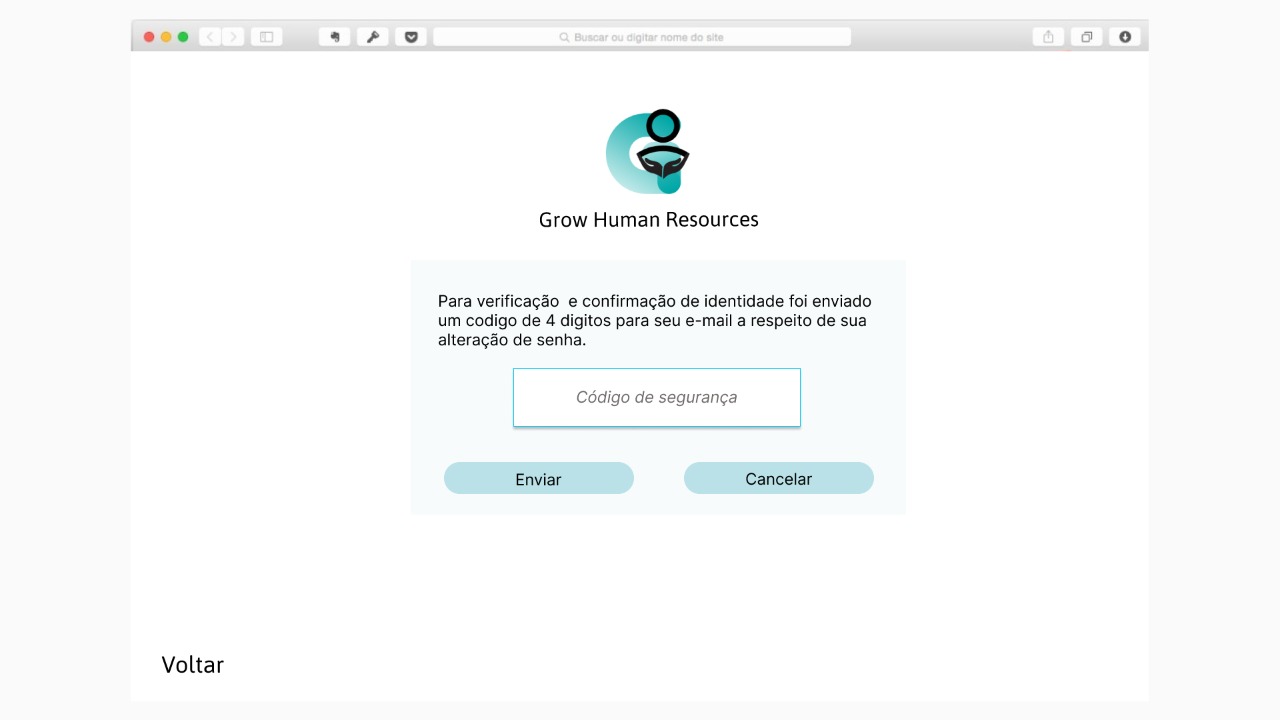 Buscar ou digitar nome do site
Grow Human Resources
Para verificação  e confirmação de identidade foi enviado
um codigo de 4 digitos para seu e-mail a respeito de sua
alteração de senha.
Código de segurança
Enviar
Cancelar
Voltar